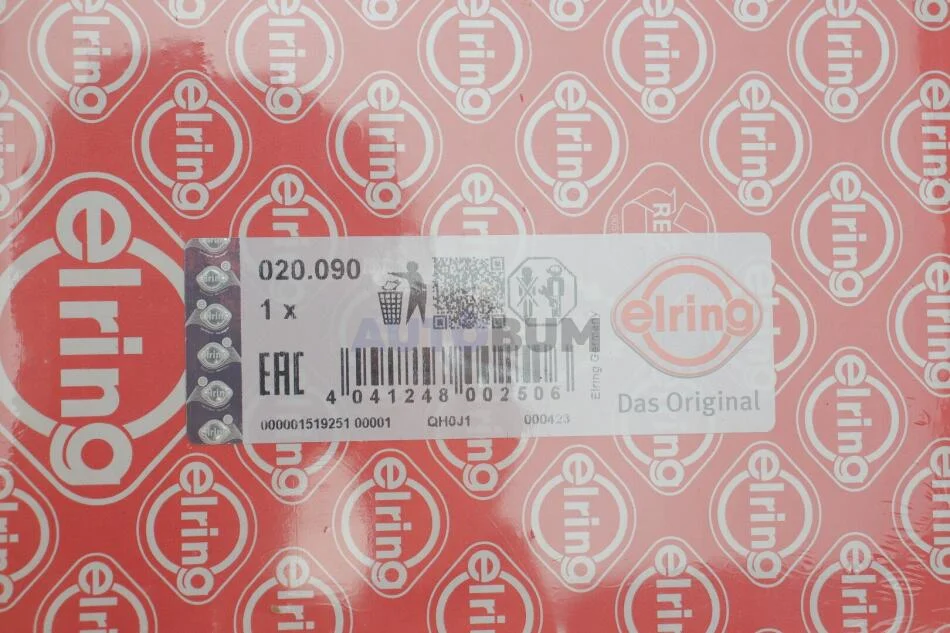 020.090
1 x
AUTOBUM
EAC
4 041248 002506
000001519251 00001 QH0J1 000423
Elring Germany
elring
Das Original
elring